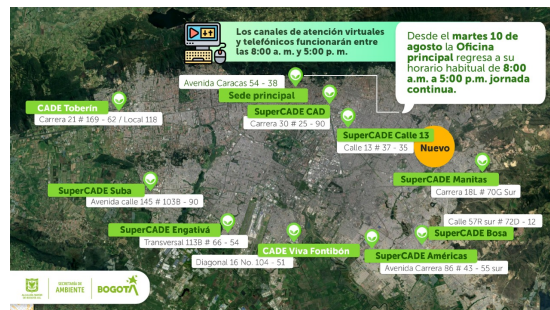 Los canales de atención virtuales
y telefónicos funcionarán entre
las 8:00 a. m. y 5:00 p. m.
Desde el martes 10 de
agosto la Oficina
principal regresa a su
horario habitual de 8:00
a.m. a 5:00 p.m. jornada
continua.
Avenida Caracas 54 - 38
Sede principal
CADE Toberín
Carrera 21 # 169 - 62 / Local 118
SuperCADE CAD
Carrera 30 # 25 - 90
SuperCADE Calle 13
Calle 13 # 37 - 35
Nuevo
SuperCADE Manitas
Carrera 18L # 70G Sur
SuperCADE Suba
Avenida calle 145 # 103B - 90
Calle 57R sur # 72D - 12
SuperCADE Bosa
SuperCADE Engativá
Transversal 113B # 66 - 54
CADE Viva Fontibón
Diagonal 16 No. 104 - 51
SuperCADE Américas
Avenida Carrera 86 # 43 - 55 sur
SECRETARÍA DE
AMBIENTE
BOGOTÁ